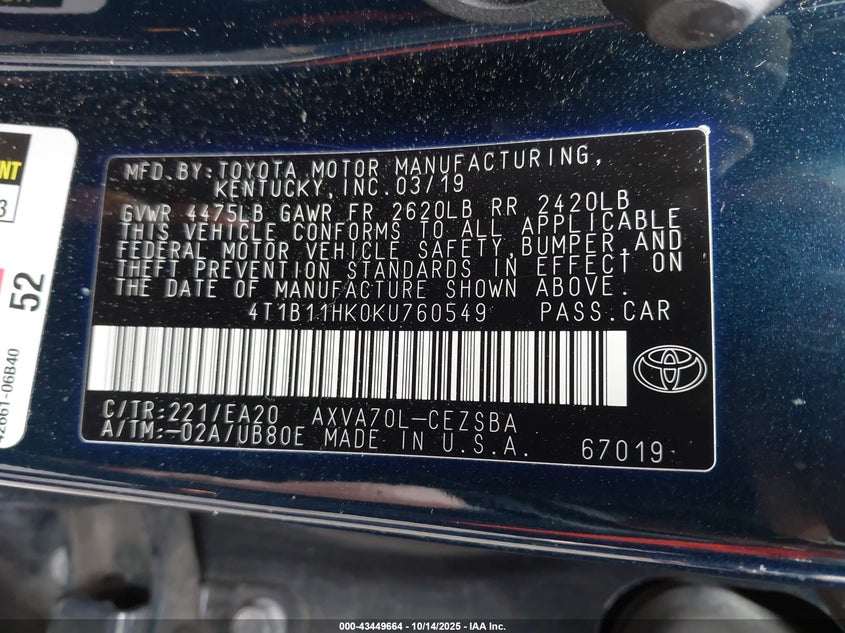 MFD.BY:TOYOTA MOTOR MANUFACTURING,
KENTUCKY,INC.03/19
GVWR 4475LB GAWR FR 2620LB RR 2420LB
THIS VEHICLE CONFORMS TO ALL APPLICABLE
FEDERAL MOTOR VEHICLE SAFETY,BUMPER,AND
THEFT PREVENTION STANDARDS IN EFFECT ON
THE DATE OF MANUFACTURE SHOWN ABOVE.
4T1B11HK0KU760549 PASS.CAR
C/TR:221/EA20 AXVA70L-CEZSBA
A/TM:-02A/UB80E MADE IN U.S.A.
67019
52
42661-06B40
000-43449664 - 10/14/2025 - IAA Inc.